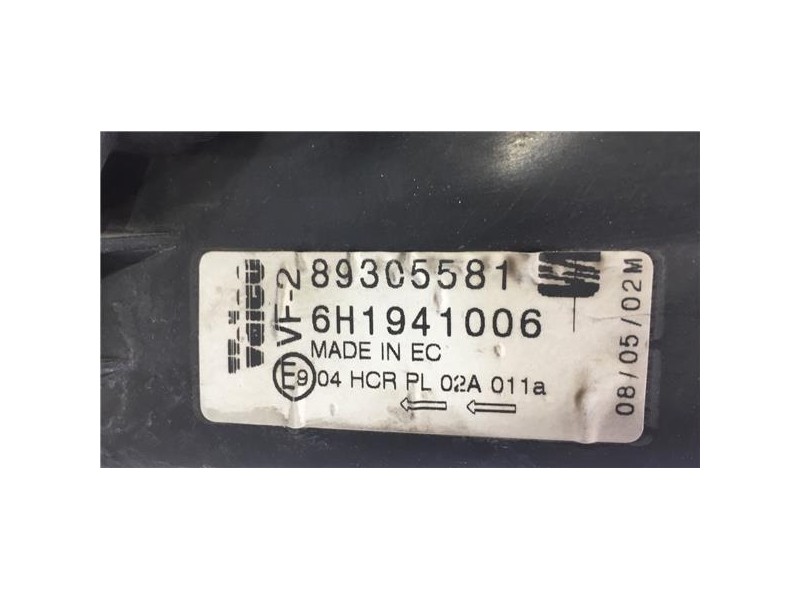 Valeo
VF-2
89305581
6H1941006
MADE IN EC
E9 04 HCR PL 02A 011a
08/05/02M